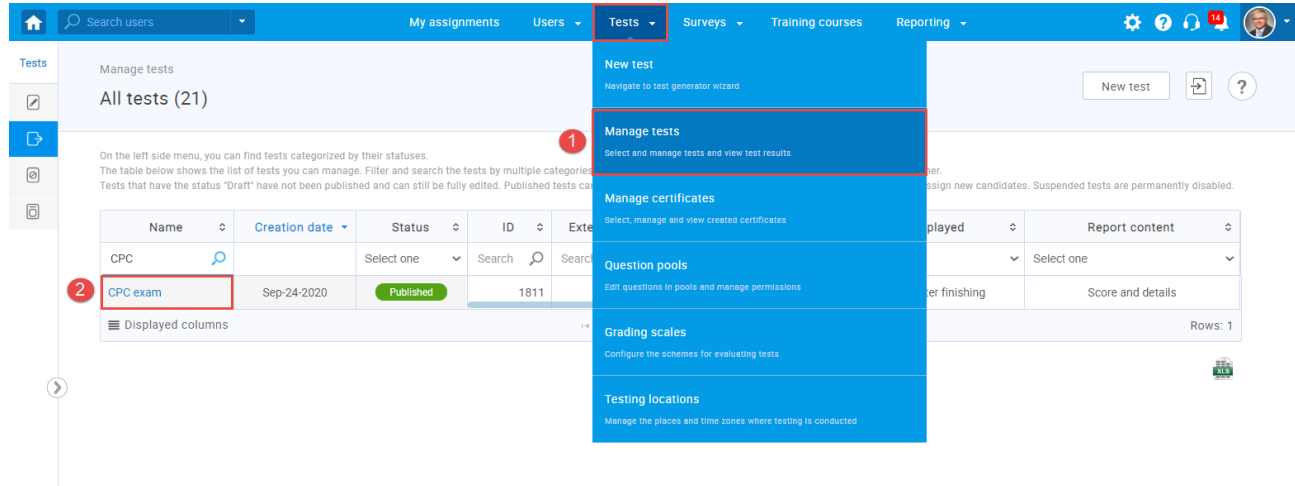 Search users
My assignments
Users
Tests
Surveys
Training courses
Reporting
14
Tests
Manage tests
All tests (21)
New test
?
New test
Navigate to test generator wizard
1
Manage tests
Select and manage tests and view test results
Manage certificates
Select, manage and view created certificates
Question pools
Edit questions in pools and manage permissions
Grading scales
Configure the schemes for evaluating tests
Testing locations
Manage the places and time zones where testing is conducted
On the left side menu, you can find tests categorized by their statuses.
The table below shows the list of tests you can manage. Filter and search the tests by multiple categories
Tests that have the status "Draft" have not been published and can still be fully edited. Published tests
assign new candidates. Suspended tests are permanently disabled.
Name
Creation date
Status
ID
Report content
CPC
Select one
Search
Select one
2
CPC exam
Sep-24-2020
Published
1811
finishing
Score and details
Displayed columns
Rows: 1
XLS